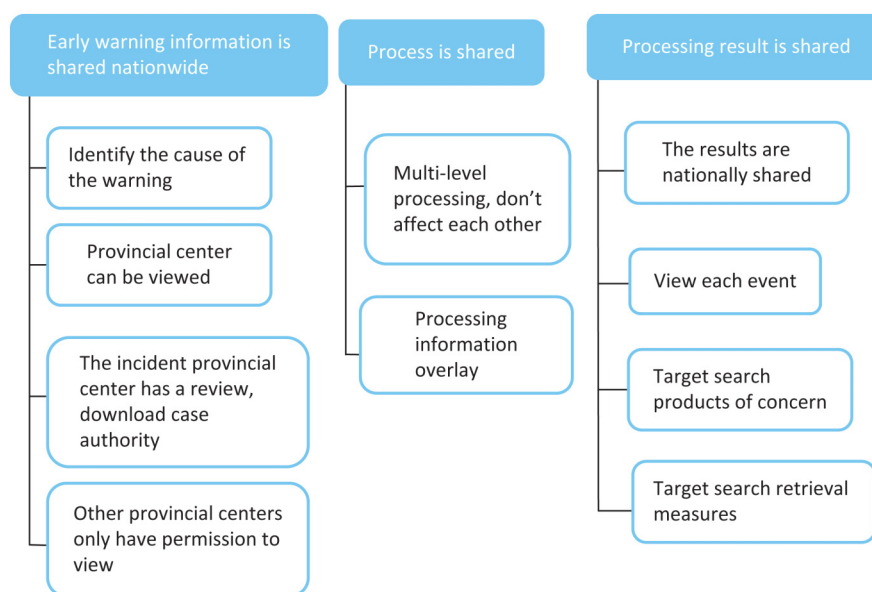 Early warning information is
shared nationwide
Identify the cause of
the warning
Provincial center
can be viewed
The incident provincial
center has a review,
download case
authority
Other provincial centers
only have permission to
view
Process is shared
Multi-level
processing, don’t
affect each other
Processing
information
overlay
Processing result is shared
The results are
nationally shared
View each event
Target search
products of concern
Target search retrieval
measures